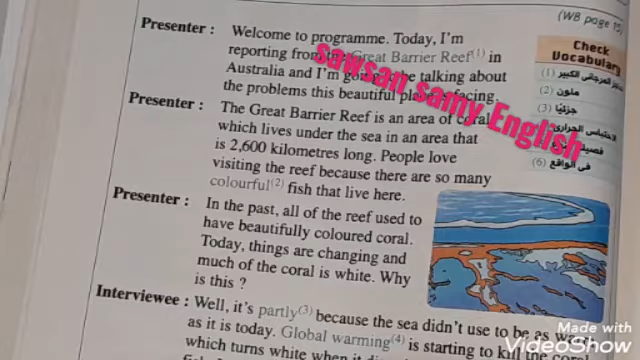 (WB page 15)
Check
Vocabulary
Presenter : Welcome to programme. Today, I'm
reporting from the Great Barrier Reef(1) in
Australia and I'm going be talking about
the problems this beautiful place facing.
Presenter : The Great Barrier Reef is an area of coral
which lives under the sea in an area that
is 2,600 kilometres long. People love
visiting the reef because there are so many
colourful(2) fish that live here.
Presenter : In the past, all of the reef used to
have beautifully coloured coral.
Today, things are changing and
much of the coral is white. Why
is this ?
Interviewee : Well, it's partly(3) because the sea didn't use to be as
as it is today. Global warming(4) is starting to kill the coral
which turns white when it
(1) المرجاني الكبير
(2) ملون
(3) جزئيًا
الاحتباس الحراري
(6) في الواقع
sawsan samy English
Made with
VideoShow